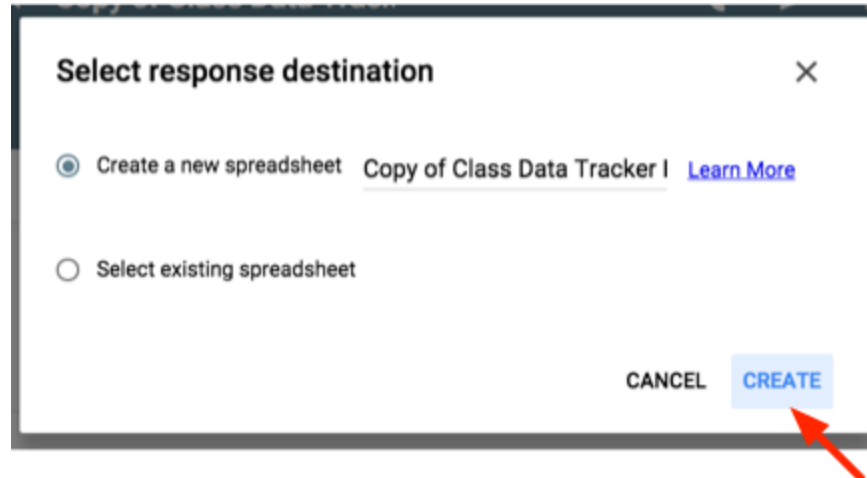 Select response destination
Create a new spreadsheet Copy of Class Data Tracker Learn More
Select existing spreadsheet
CANCEL CREATE